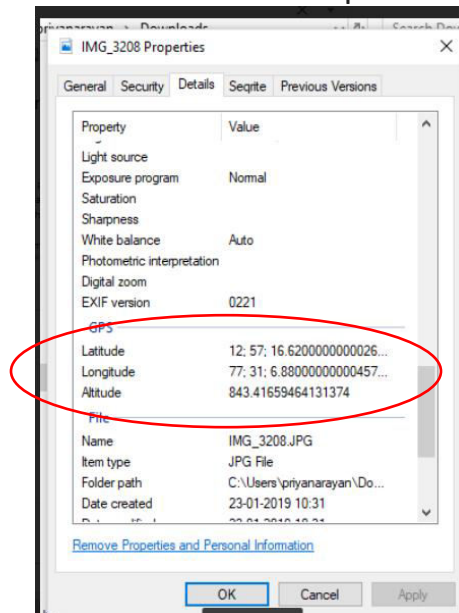 Downloads
IMG_3208 Properties
General Security Details Seqrite Previous Versions
Property Value
Light source
Exposure program Normal
Saturation
Sharpness
White balance Auto
Photometric interpretation
Digital zoom
EXIF version 0221
GPS
Latitude 12; 57; 16.6200000000026...
Longitude 77; 31; 6.88000000000457...
Altitude 843.41659464131374
File
Name IMG_3208.JPG
Item type JPG File
Folder path C:\Users\priyanarayan\Do...
Date created 23-01-2019 10:31
Remove Properties and Personal Information
OK Cancel Apply